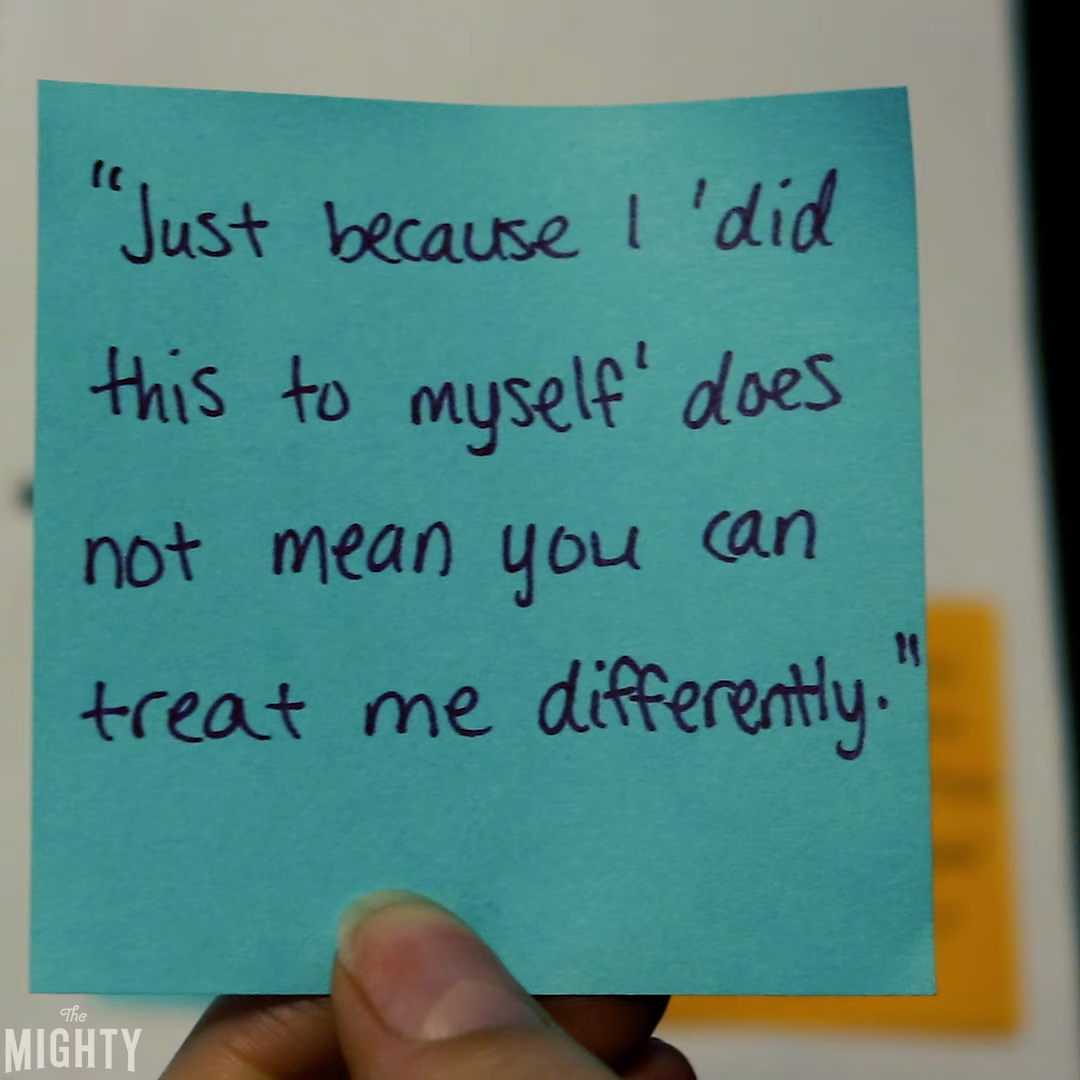 "Just because I 'did
this to myself' does
not mean you can
treat me differently."
The
MIGHTY